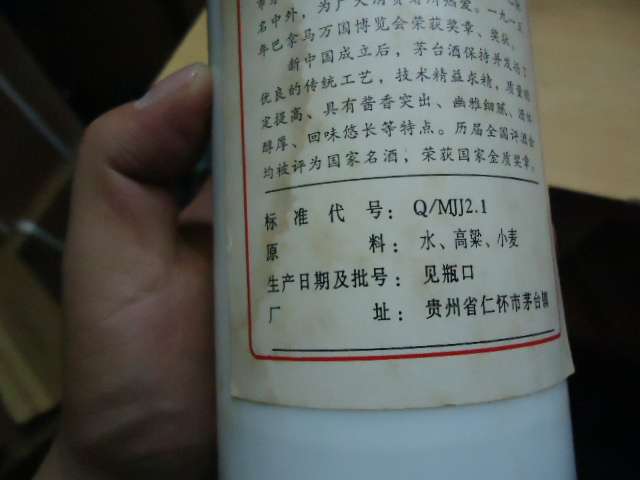 名中外，为广大消费者所热爱。一九一五
年巴拿马万国博览会荣获奖章、奖状。
新中国成立后，茅台酒保持并发扬了
优良的传统工艺，技术精益求精，质量稳
定提高、具有酱香突出、幽雅细腻、酒体
醇厚、回味悠长等特点。历届全国评酒会
均被评为国家名酒，荣获国家金质奖章。
标准代号：Q/MJJ2.1
原料：水、高粱、小麦
生产日期及批号：见瓶口
厂址：贵州省仁怀市茅台镇